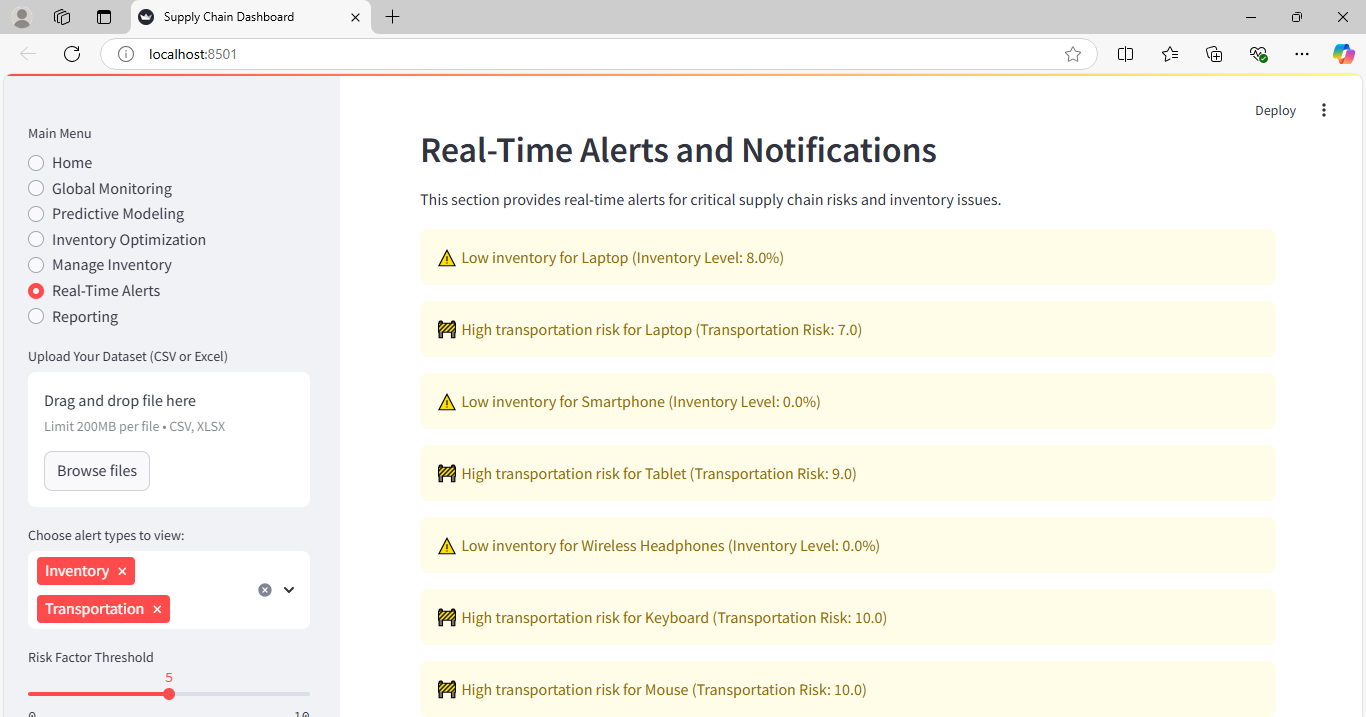 Supply Chain Dashboard
localhost:8501
Main Menu
Home
Global Monitoring
Predictive Modeling
Inventory Optimization
Manage Inventory
Real-Time Alerts
Reporting
Upload Your Dataset (CSV or Excel)
Drag and drop file here
Limit 200MB per file • CSV, XLSX
Browse files
Choose alert types to view:
Inventory
Transportation
Risk Factor Threshold
5
0 10
Deploy
Real-Time Alerts and Notifications
This section provides real-time alerts for critical supply chain risks and inventory issues.
Low inventory for Laptop (Inventory Level: 8.0%)
High transportation risk for Laptop (Transportation Risk: 7.0)
Low inventory for Smartphone (Inventory Level: 0.0%)
High transportation risk for Tablet (Transportation Risk: 9.0)
Low inventory for Wireless Headphones (Inventory Level: 0.0%)
High transportation risk for Keyboard (Transportation Risk: 10.0)
High transportation risk for Mouse (Transportation Risk: 10.0)